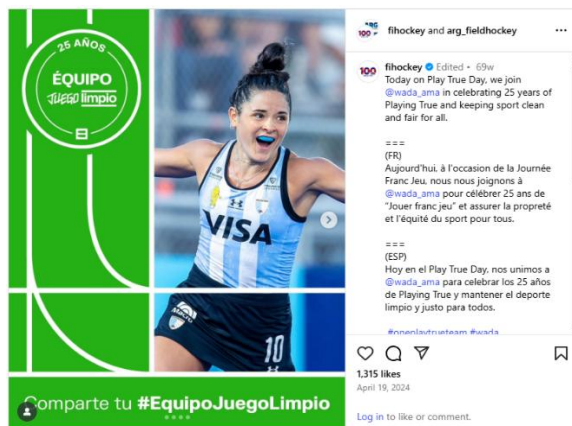 25 AÑOS
ÉQUIPO
JUEGO limpio
VISA
Macro
10
Comparte tu #EquipoJuegoLimpio
fihockey and arg_fieldhockey
fihockey Edited • 69w
Today on Play True Day, we join
@wada_ama in celebrating 25 years of
Playing True and keeping sport clean
and fair for all.
===
(FR)
Aujourd'hui, à l'occasion de la Journée
Franc Jeu, nous nous joignons à
@wada_ama pour célébrer 25 ans de
"Jouer franc jeu" et assurer la propreté
et l'équité du sport pour tous.
===
(ESP)
Hoy en el Play True Day, nos unimos a
@wada_ama para celebrar los 25 años
de Playing True y mantener el deporte
limpio y justo para todos.
#oneplaytrueteam #wada
1,315 likes
April 19, 2024
Log in to like or comment.